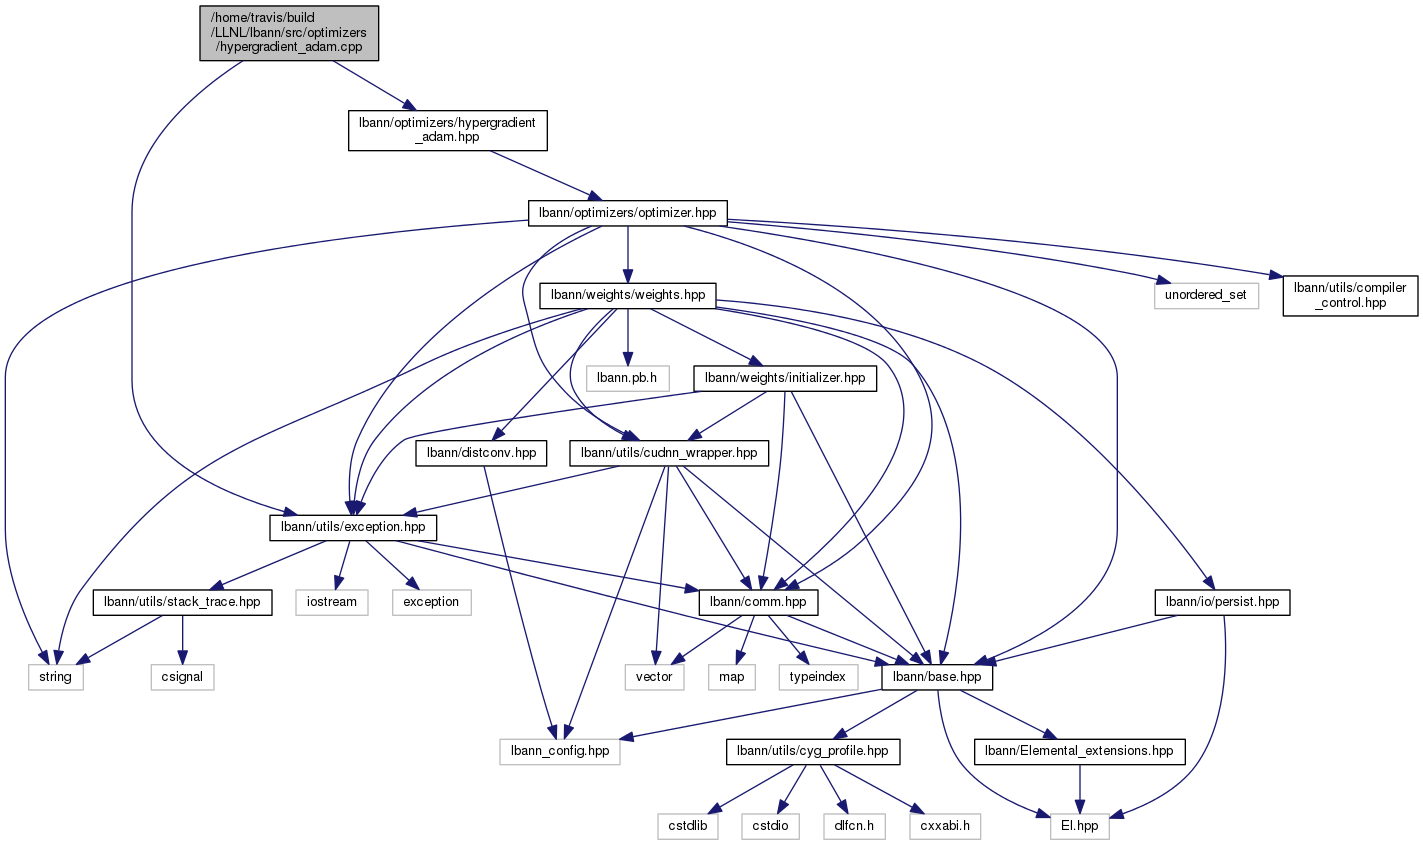 /home/travis/build
/LLNL/lbann/src/optimizers
/hypergradient_adam.cpp
lbann/optimizers/hypergradient
_adam.hpp
lbann/optimizers/optimizer.hpp
lbann/weights/weights.hpp
unordered_set
lbann/utils/compiler
_control.hpp
lbann.pb.h
lbann/weights/initializer.hpp
lbann/distconv.hpp
lbann/utils/cudnn_wrapper.hpp
lbann/utils/exception.hpp
lbann/utils/stack_trace.hpp
iostream
exception
lbann/comm.hpp
lbann/io/persist.hpp
string
csignal
vector
map
typeindex
lbann/base.hpp
lbann_config.hpp
lbann/utils/cyg_profile.hpp
lbann/Elemental_extensions.hpp
cstdlib
cstdio
dlfcn.h
cxxabi.h
El.hpp